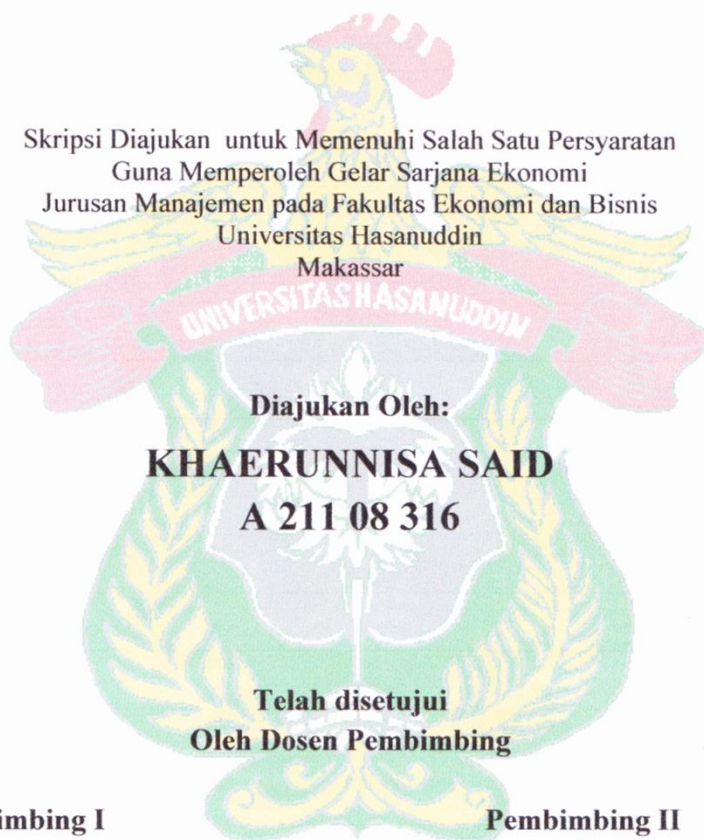 Skripsi Diajukan untuk Memenuhi Salah Satu Persyaratan
Guna Memperoleh Gelar Sarjana Ekonomi
Jurusan Manajemen pada Fakultas Ekonomi dan Bisnis
Universitas Hasanuddin
Makassar
UNIVERSITAS HASANUDDIN
Diajukan Oleh:
KHAERUNNISA SAID
A 211 08 316
Telah disetujui
Oleh Dosen Pembimbing
imbing I
Pembimbing II